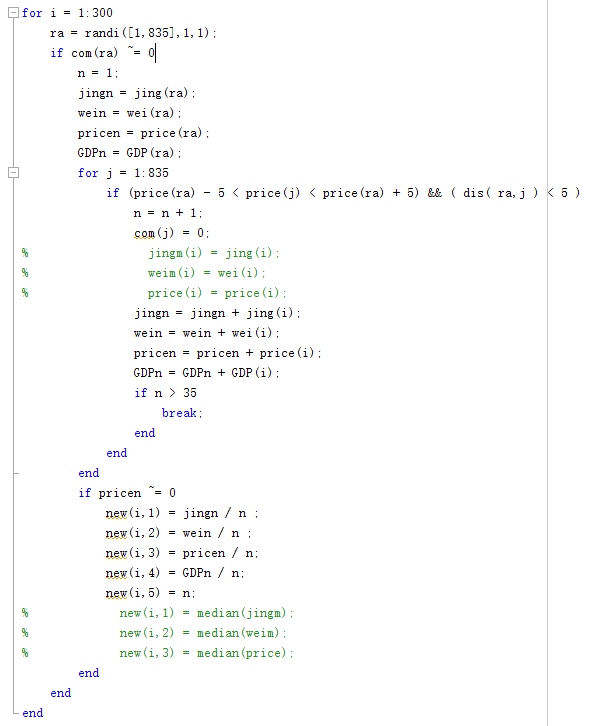 for i = 1:300
ra = randi([1,835],1,1);
if com(ra) ~= 0
n = 1;
jingn = jing(ra);
wein = wei(ra);
pricen = price(ra);
GDPn = GDP(ra);
for j = 1:835
if (price(ra) - 5 < price(j) < price(ra) + 5) && ( dis( ra,j ) < 5 )
n = n + 1;
com(j) = 0;
% jingm(i) = jing(i);
% weim(i) = wei(i);
% price(i) = price(i);
jingn = jingn + jing(i);
wein = wein + wei(i);
pricen = pricen + price(i);
GDPn = GDPn + GDP(i);
if n > 35
break;
end
end
end
if pricen ~= 0
new(i,1) = jingn / n ;
new(i,2) = wein / n ;
new(i,3) = pricen / n;
new(i,4) = GDPn / n;
new(i,5) = n;
% new(i,1) = median(jingm);
% new(i,2) = median(weim);
% new(i,3) = median(price);
end
end
end